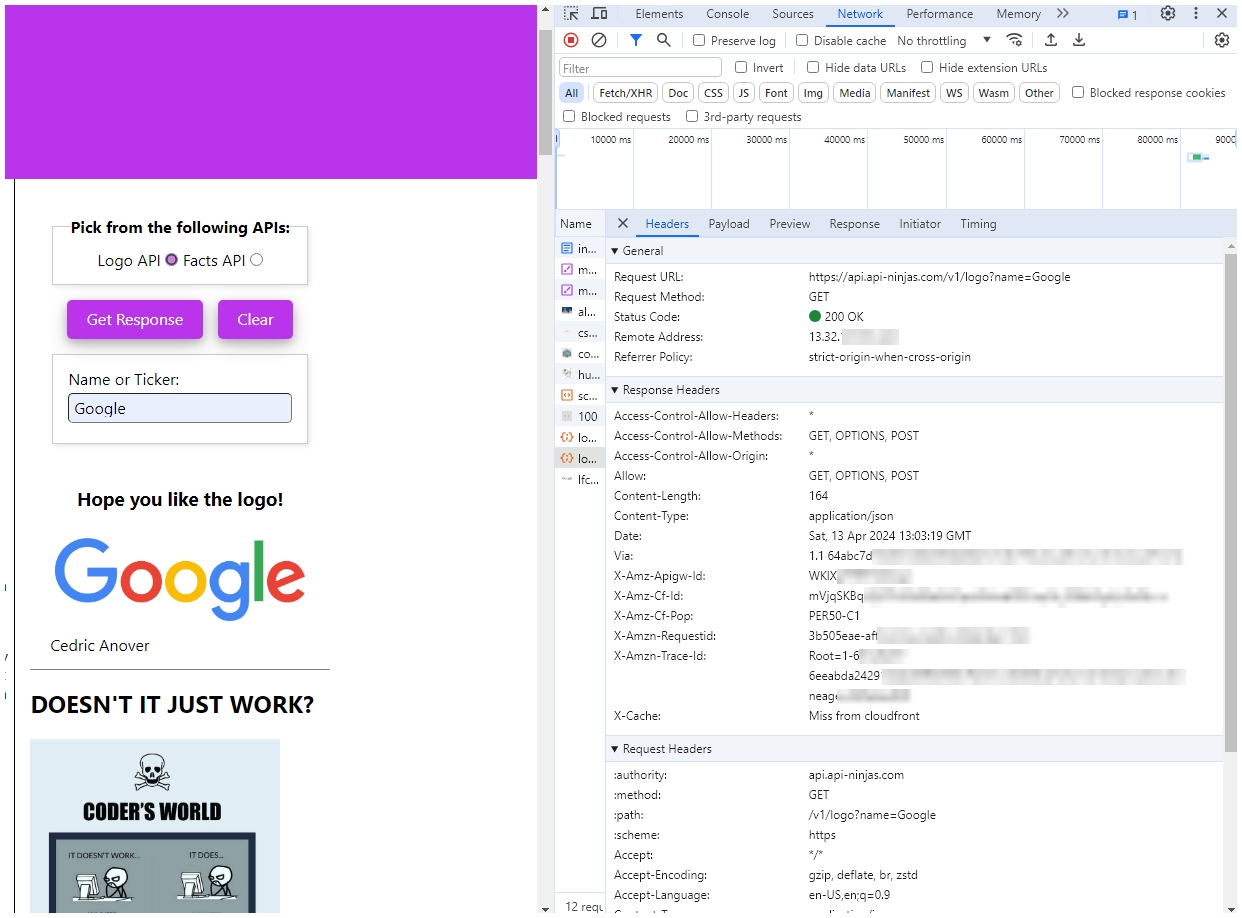 Pick from the following APIs:
Logo API Facts API
Get Response Clear
Name or Ticker:
Google
Hope you like the logo!
Google
Cedric Anover
DOESN'T IT JUST WORK?
CODER'S WORLD
IT DOESN'T WORK... IT DOES...
Elements Console Sources Network Performance Memory 1
Preserve log Disable cache No throttling
Filter Invert Hide data URLs Hide extension URLs
All Fetch/XHR Doc CSS JS Font Img Media Manifest WS Wasm Other Blocked response cookies
Blocked requests 3rd-party requests
10000 ms 20000 ms 30000 ms 40000 ms 50000 ms 60000 ms 70000 ms 80000 ms 9000
Name
in...
m...
m...
al...
cs...
co...
hu...
sc...
100
lo...
lo...
lfc...
12 requ
Headers Payload Preview Response Initiator Timing
General
Request URL: https://api.api-ninjas.com/v1/logo?name=Google
Request Method: GET
Status Code: 200 OK
Remote Address: 13.32.
Referrer Policy: strict-origin-when-cross-origin
Response Headers
Access-Control-Allow-Headers: *
Access-Control-Allow-Methods: GET, OPTIONS, POST
Access-Control-Allow-Origin: *
Allow: GET, OPTIONS, POST
Content-Length: 164
Content-Type: application/json
Date: Sat, 13 Apr 2024 13:03:19 GMT
Via: 1.1 64abc7d
X-Amz-Apigw-Id: WKIX
X-Amz-Cf-Id: mVjqSKBq
X-Amz-Cf-Pop: PER50-C1
X-Amzn-Requestid: 3b505eae-aft
X-Amzn-Trace-Id: Root=1-6
6eeabda2429
neage
X-Cache: Miss from cloudfront
Request Headers
:authority: api.api-ninjas.com
:method: GET
:path: /v1/logo?name=Google
:scheme: https
Accept: */*
Accept-Encoding: gzip, deflate, br, zstd
Accept-Language: en-US,en;q=0.9